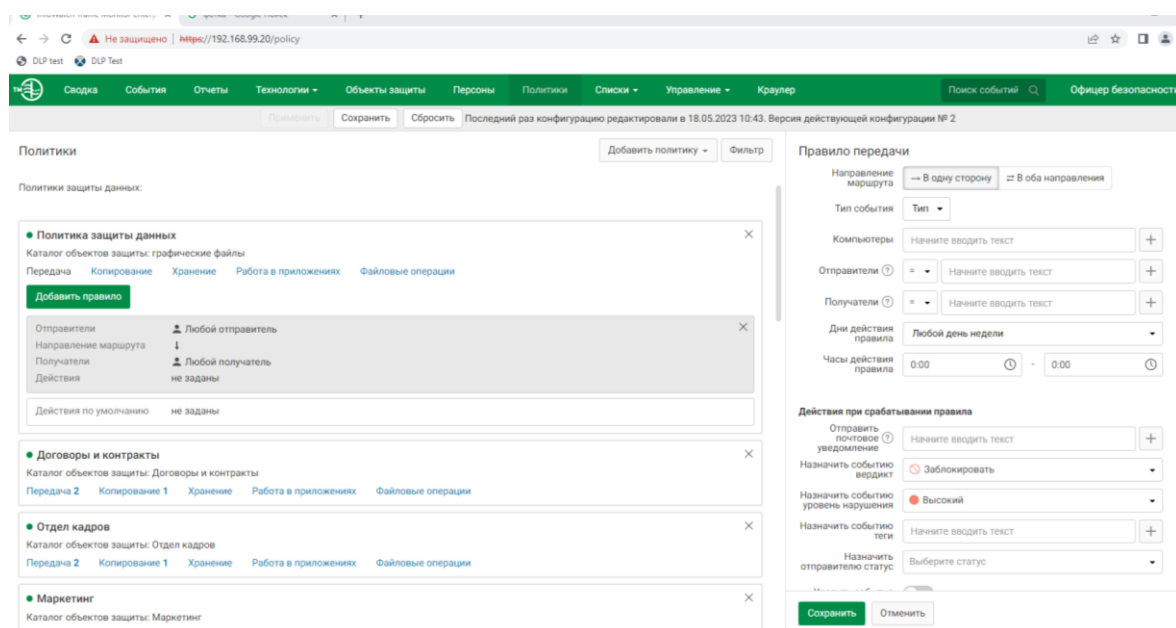 Не защищено | https://192.168.99.20/policy
DLP test DLP Test
TM Сводка События Отчеты Технологии Объекты защиты Персоны Политики Списки Управление Краулер Поиск событий Офицер безопасности
Применить Сохранить Сбросить Последний раз конфигурацию редактировали в 18.05.2023 10:43. Версия действующей конфигурации № 2
Политики
Добавить политику Фильтр
Политики защиты данных:
Политика защиты данных
Каталог объектов защиты: графические файлы
Передача Копирование Хранение Работа в приложениях Файловые операции
Добавить правило
Отправители Любой отправитель
Направление маршрута ↓
Получатели Любой получатель
Действия не заданы
Действия по умолчанию не заданы
Договоры и контракты
Каталог объектов защиты: Договоры и контракты
Передача 2 Копирование 1 Хранение Работа в приложениях Файловые операции
Отдел кадров
Каталог объектов защиты: Отдел кадров
Передача 2 Копирование 1 Хранение Работа в приложениях Файловые операции
Маркетинг
Каталог объектов защиты: Маркетинг
Правило передачи
Направление
маршрута
→ В одну сторону ⇄ В оба направления
Тип события Тип
Компьютеры Начните вводить текст +
Отправители ? = Начните вводить текст +
Получатели ? = Начните вводить текст +
Дни действия
правила
Любой день недели
Часы действия
правила
0:00 - 0:00
Действия при срабатывании правила
Отправить
почтовое ?
уведомление
Начните вводить текст +
Назначить событию
вердикт
Заблокировать
Назначить событию
уровень нарушения
Высокий
Назначить событию
теги
Начните вводить текст +
Назначить
отправителю статус
Выберите статус
Сохранить Отменить